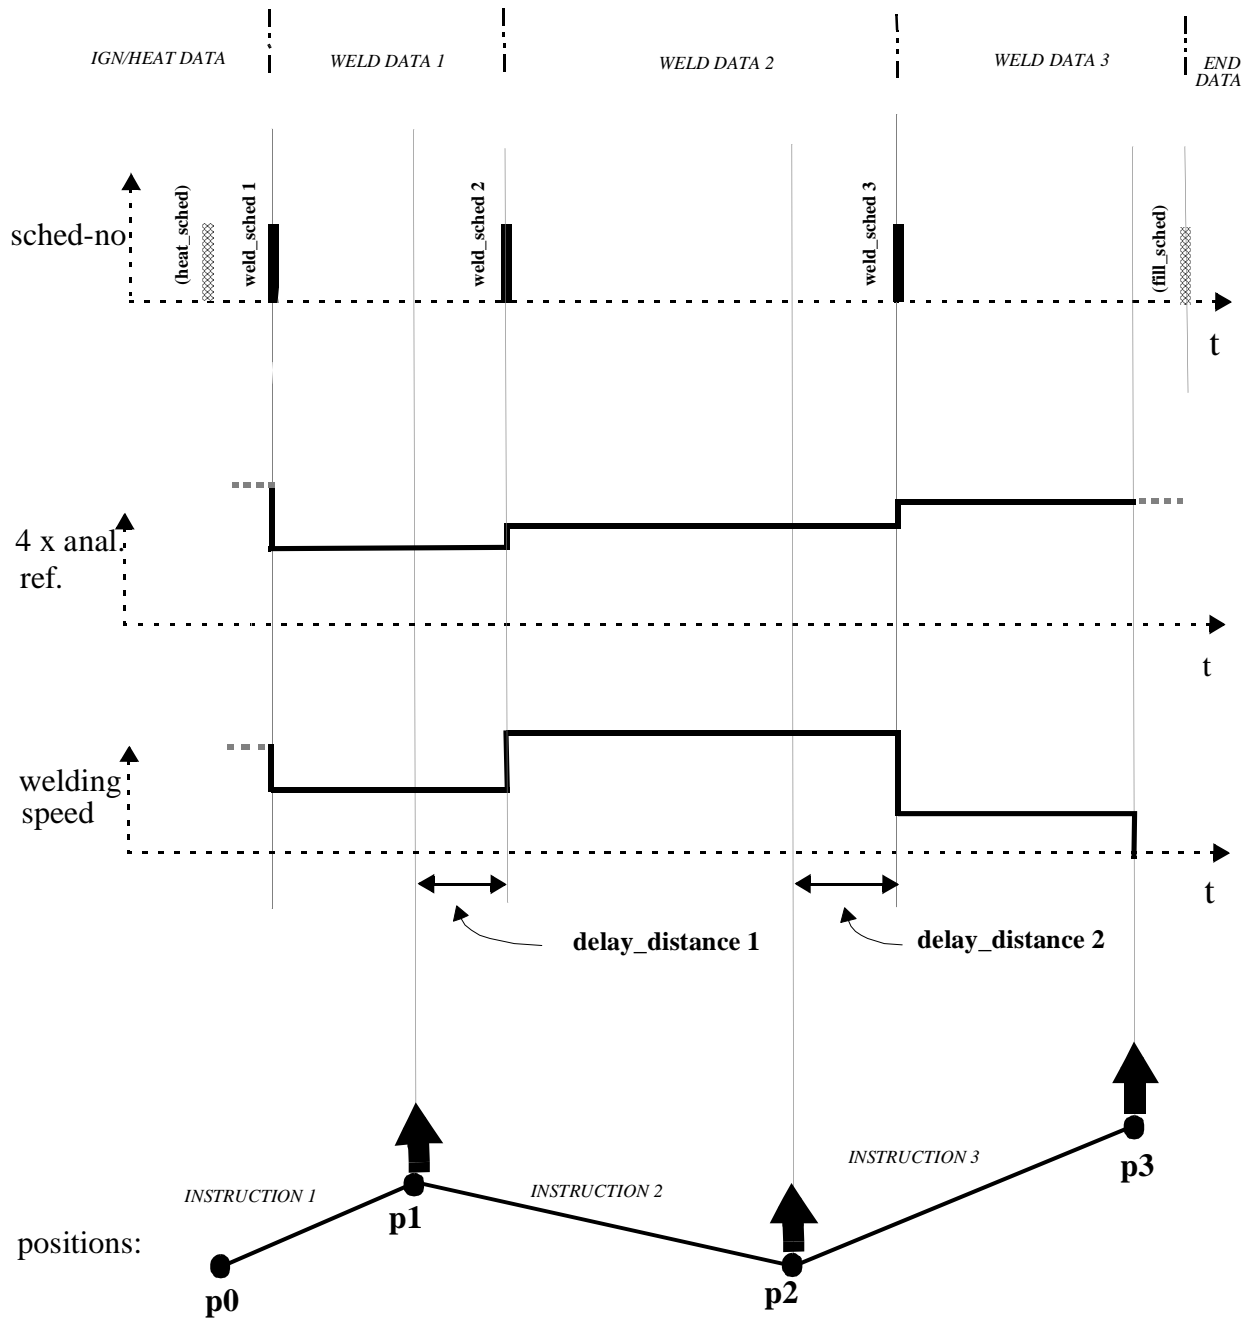 IGN/HEAT DATA
WELD DATA 1
WELD DATA 2
WELD DATA 3
END
DATA
sched-no
(heat_sched)
weld_sched 1
weld_sched 2
weld_sched 3
(fill_sched)
t
4 x anal.
ref.
t
welding
speed
t
delay_distance 1
delay_distance 2
INSTRUCTION 1
INSTRUCTION 2
INSTRUCTION 3
positions:
p0
p1
p2
p3